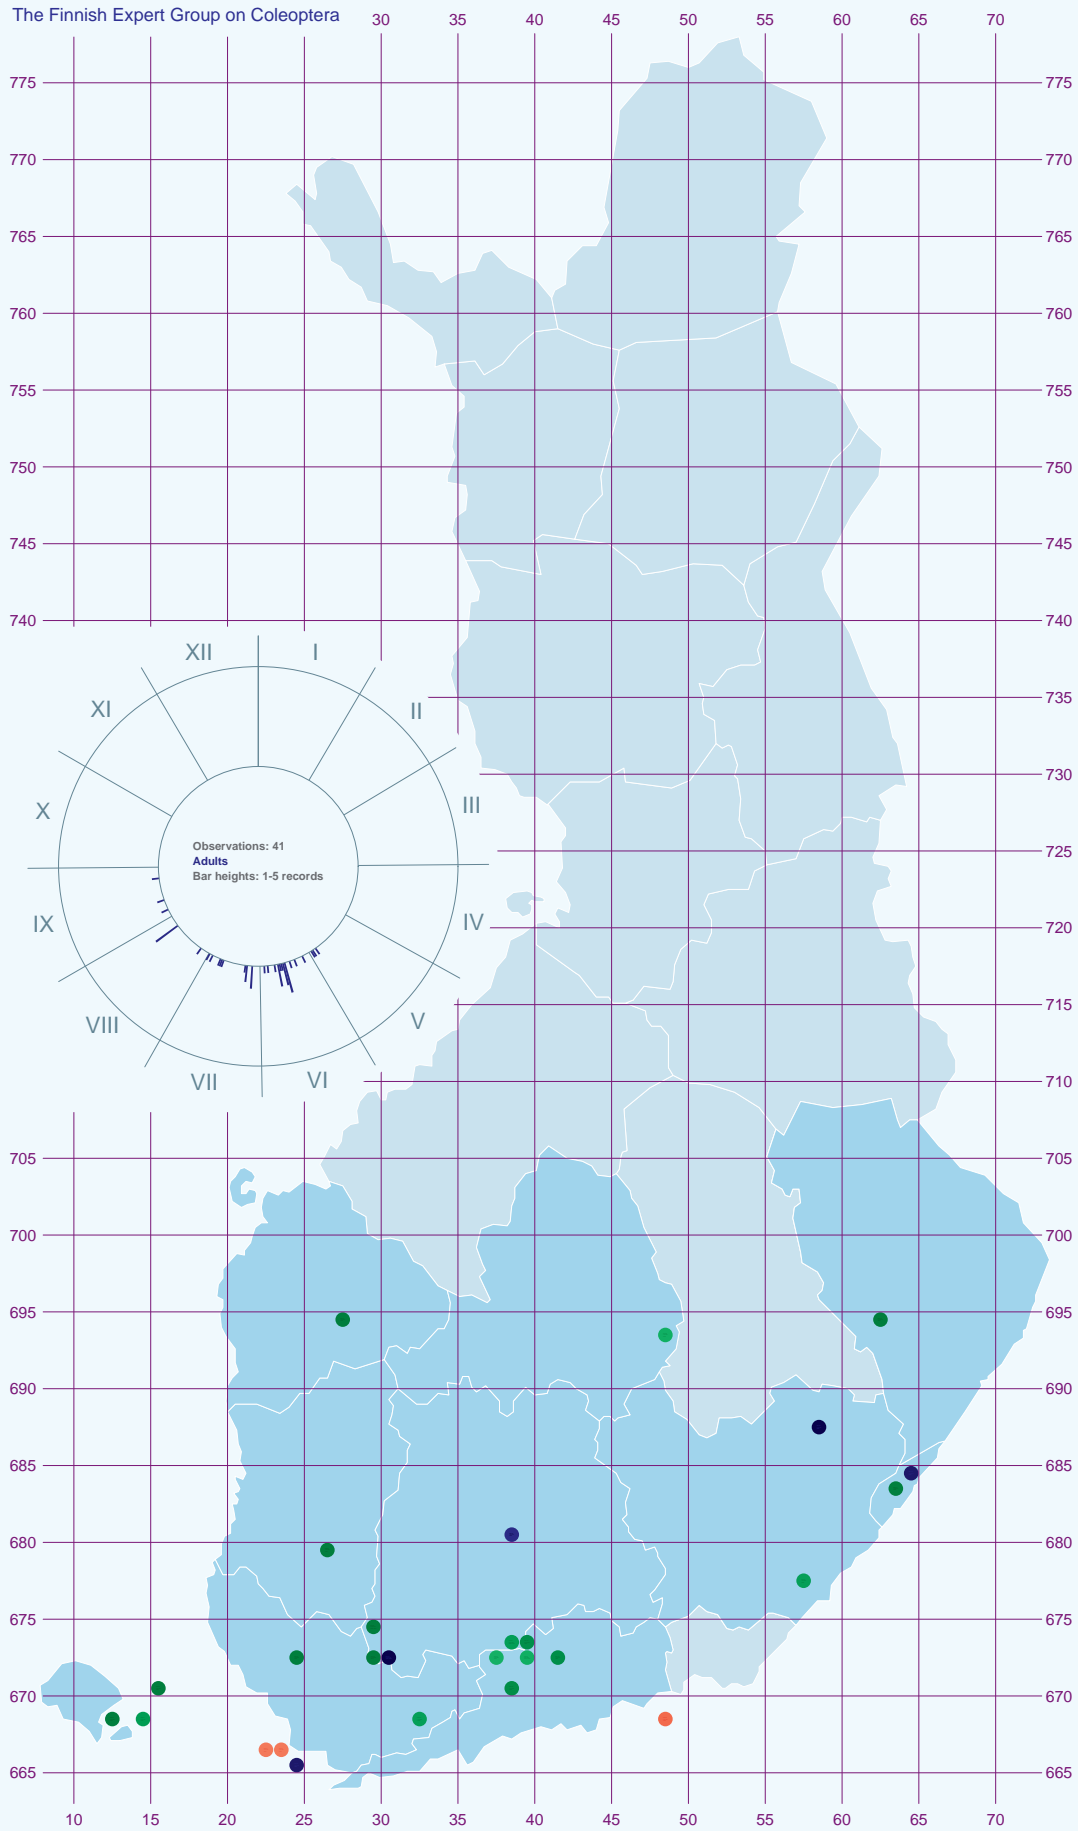 The Finnish Expert Group on Coleoptera
30 35 40 45 50 55 60 65 70
775 775
770 770
765 765
760 760
755 755
750 750
745 745
740 740
XII I
XI II
735
730
X III
725
Observations: 41
Adults
Bar heights: 1-5 records
IX IV
720
715
VIII V
VII VI
710
705 705
700 700
695 695
690 690
685 685
680 680
675 675
670 670
665 665
10 15 20 25 30 35 40 45 50 55 60 65 70